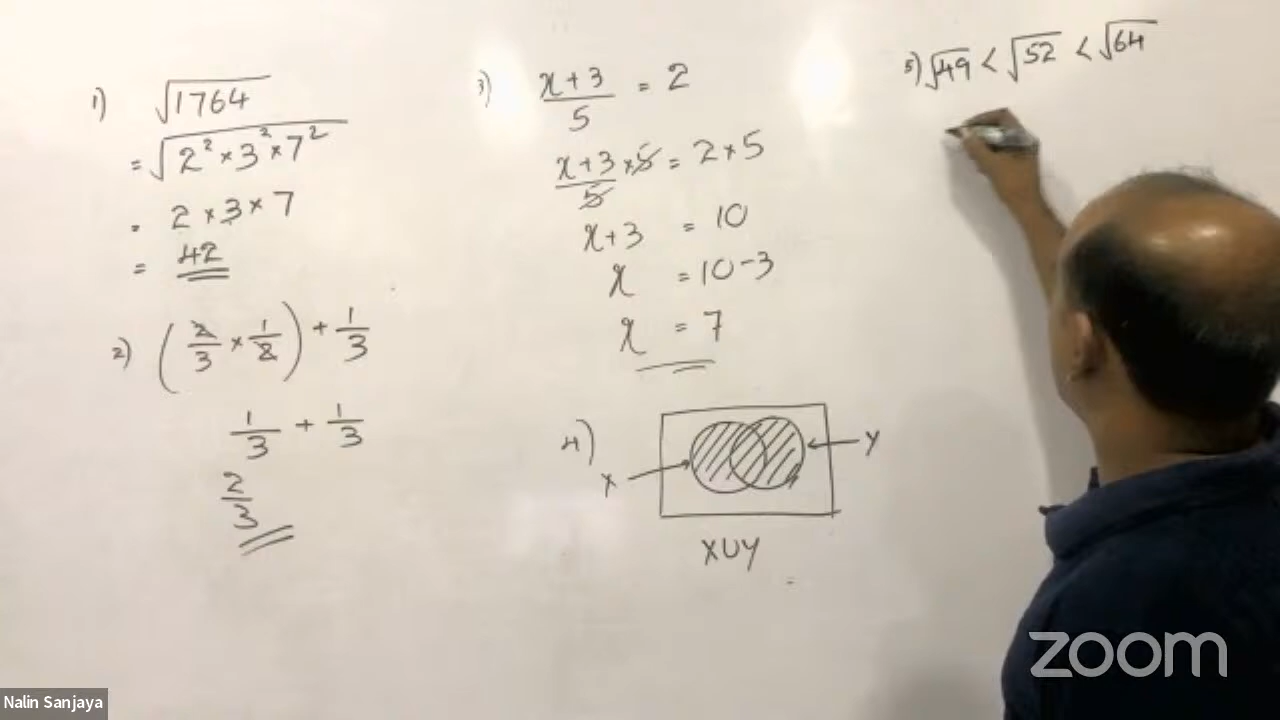 1) √1764
= √2² × 3² × 7²
= 2 × 3 × 7
= 42
2) (2/3 × 1/2) + 1/3
1/3 + 1/3
2/3
3) x+3/5 = 2
x+3/5 × 5 = 2 × 5
x+3 = 10
x = 10-3
x = 7
4)
X
Y
X∪Y
5) √49 < √52 < √64
zoom
Nalin Sanjaya